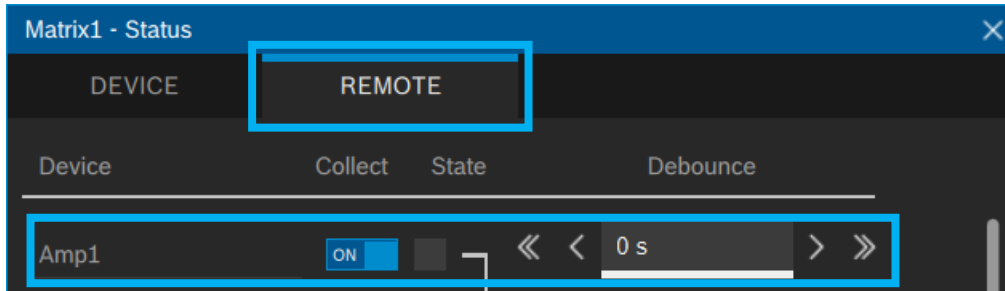 Matrix1 - Status
DEVICE REMOTE
Device Collect State Debounce
Amp1 ON 0 s